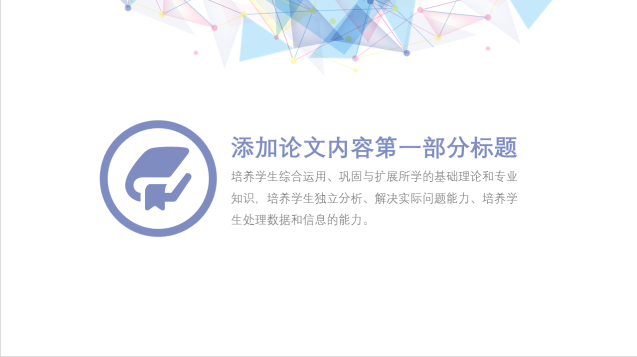 添加论文内容第一部分标题
培养学生综合运用、巩固与扩展所学的基础理论和专业
知识，培养学生独立分析、解决实际问题能力、培养学
生处理数据和信息的能力。